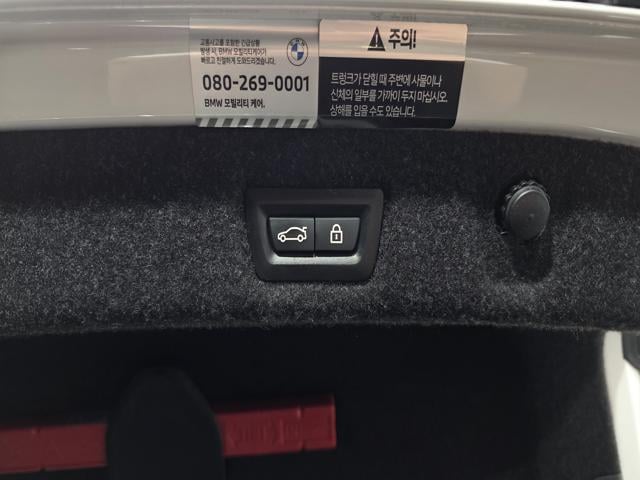 교통사고를 포함한 긴급상황
발생 시, BMW 모빌리티케어가
빠르고 친절하게 도와드리겠습니다.
080-269-0001
BMW 모빌리티 케어.
주의!
트렁크가 닫힐 때 주변에 사물이나
신체의 일부를 가까이 두지 마십시오.
상해를 입을 수도 있습니다.